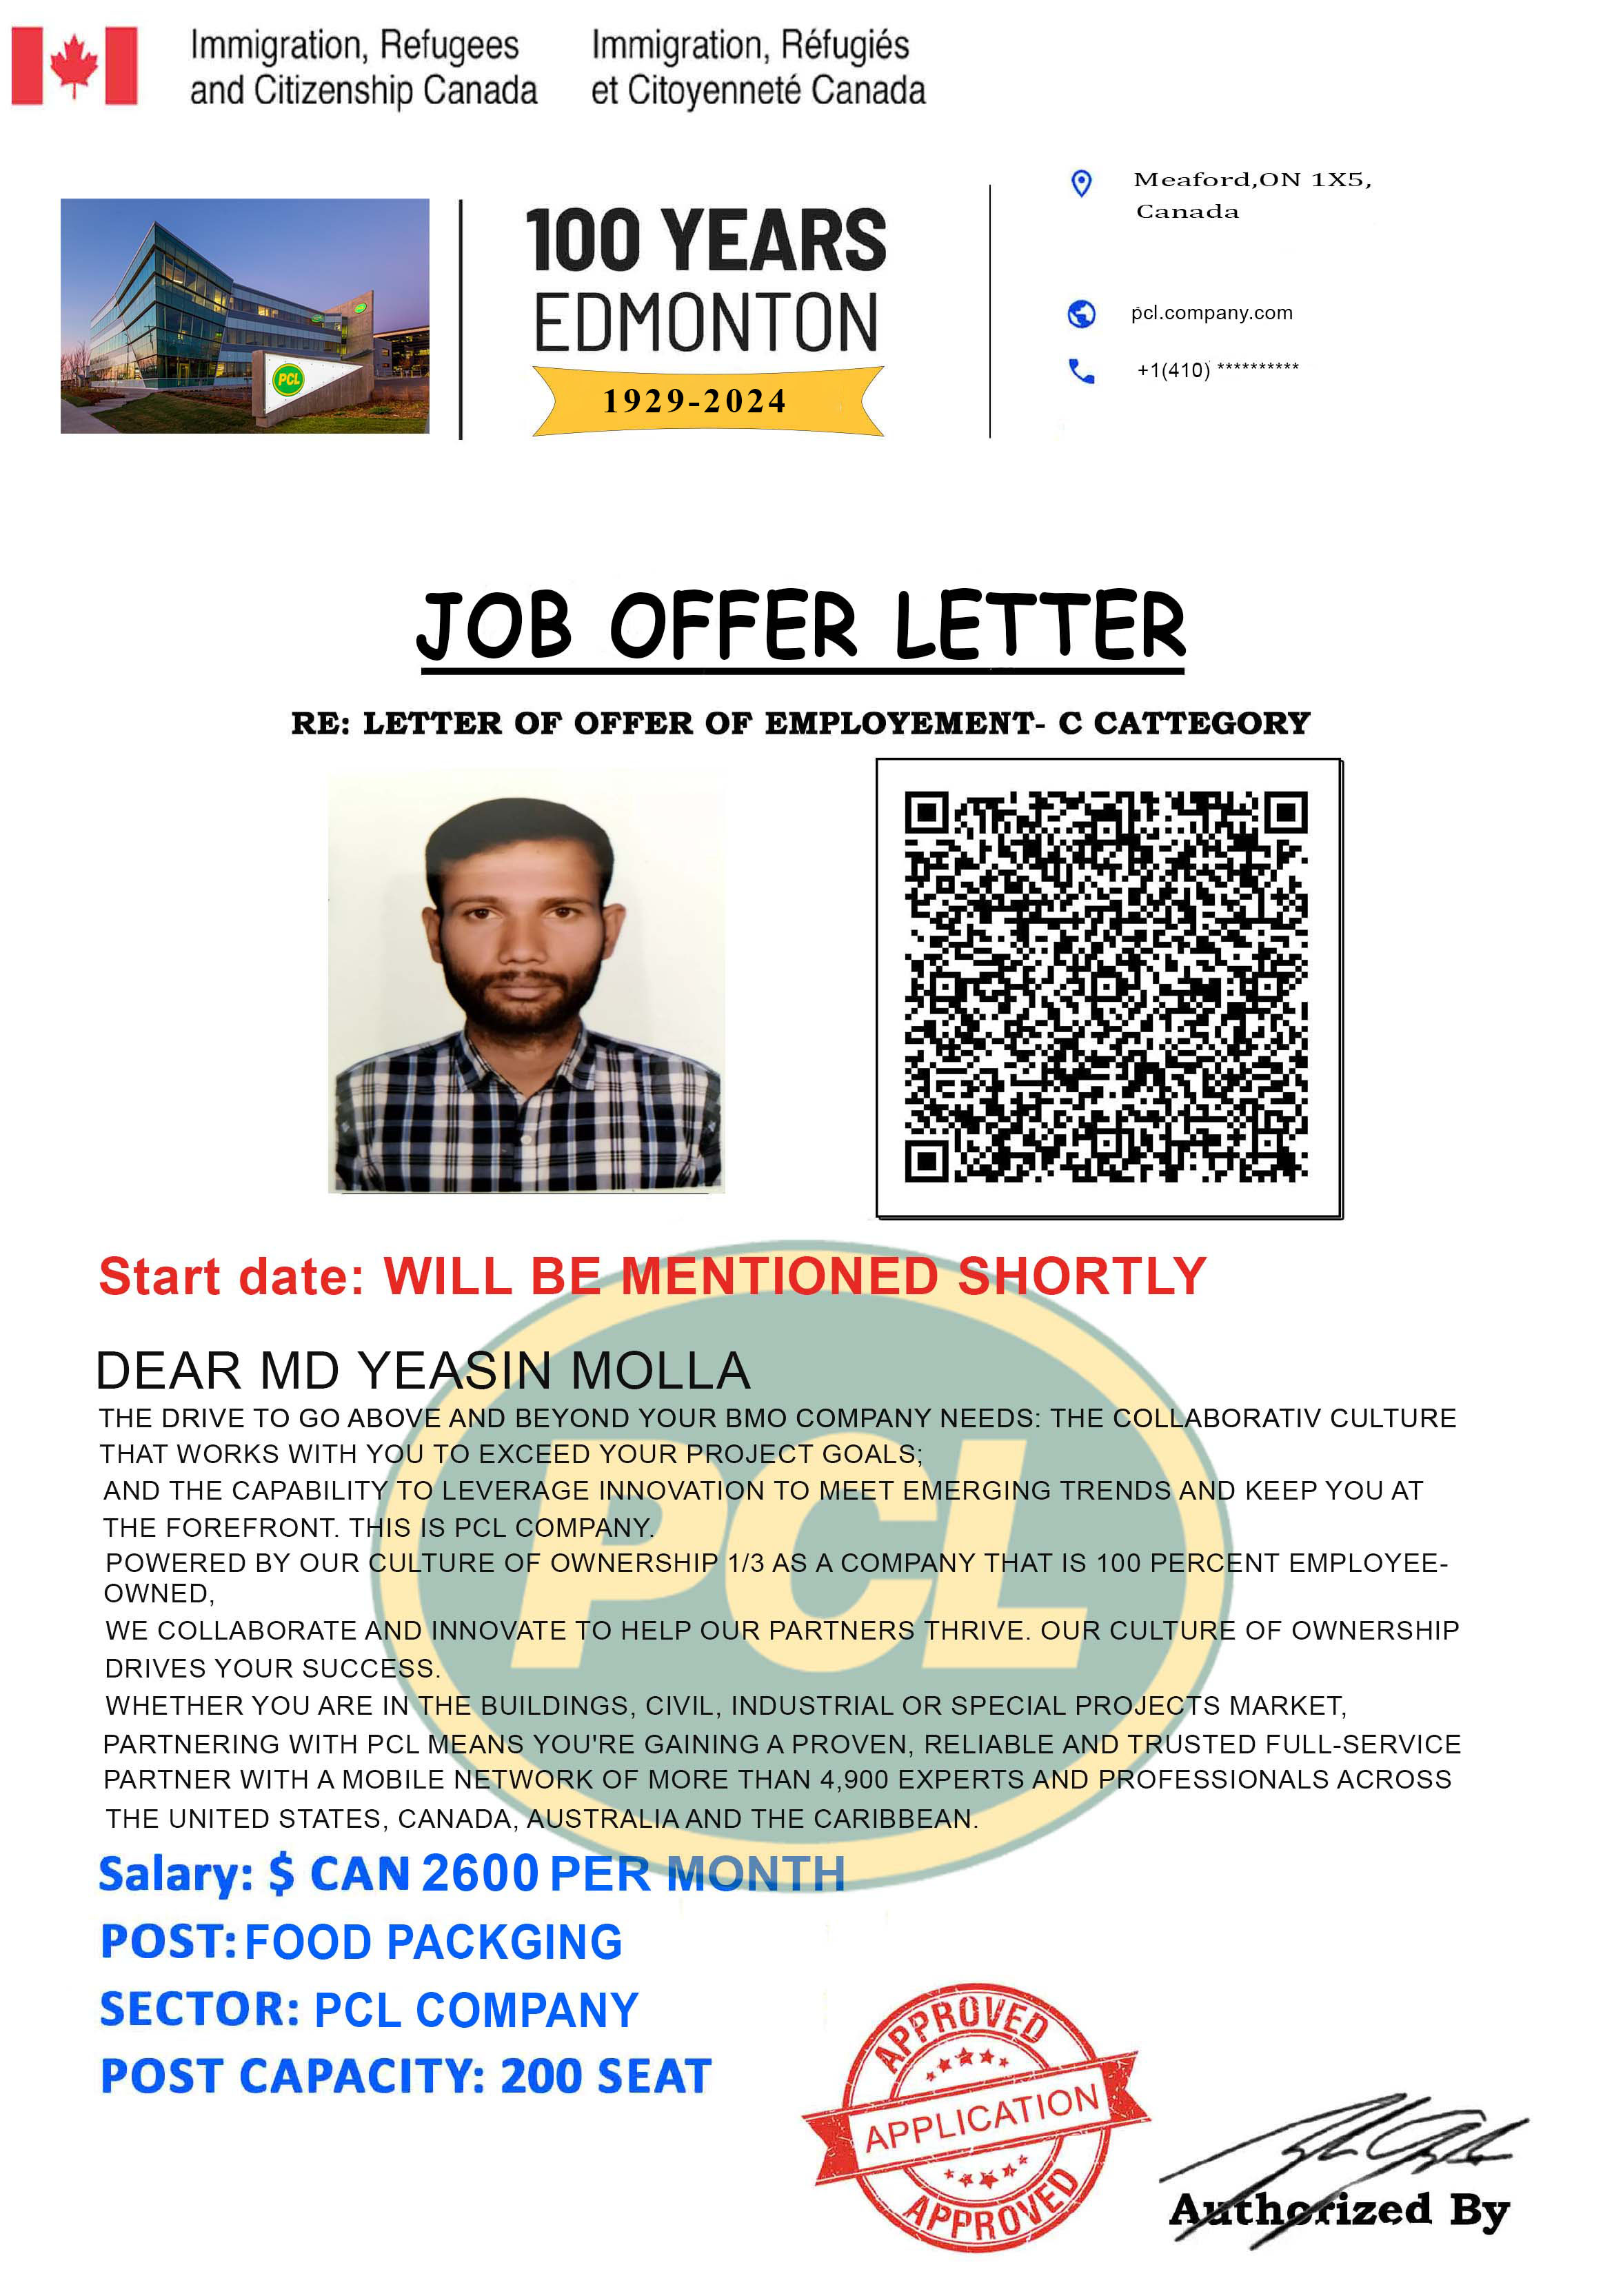 Immigration, Refugees
and Citizenship Canada
Immigration, Réfugiés
et Citoyenneté Canada
PCL
100 YEARS
EDMONTON
1929-2024
Meaford,ON 1X5,
Canada
pcl.company.com
+1(410) **********
JOB OFFER LETTER
RE: LETTER OF OFFER OF EMPLOYEMENT- C CATTEGORY
Start date: WILL BE MENTIONED SHORTLY
DEAR MD YEASIN MOLLA
THE DRIVE TO GO ABOVE AND BEYOND YOUR BMO COMPANY NEEDS: THE COLLABORATIV CULTURE
THAT WORKS WITH YOU TO EXCEED YOUR PROJECT GOALS;
AND THE CAPABILITY TO LEVERAGE INNOVATION TO MEET EMERGING TRENDS AND KEEP YOU AT
THE FOREFRONT. THIS IS PCL COMPANY.
POWERED BY OUR CULTURE OF OWNERSHIP 1/3 AS A COMPANY THAT IS 100 PERCENT EMPLOYEE-
OWNED,
WE COLLABORATE AND INNOVATE TO HELP OUR PARTNERS THRIVE. OUR CULTURE OF OWNERSHIP
DRIVES YOUR SUCCESS.
WHETHER YOU ARE IN THE BUILDINGS, CIVIL, INDUSTRIAL OR SPECIAL PROJECTS MARKET,
PARTNERING WITH PCL MEANS YOU'RE GAINING A PROVEN, RELIABLE AND TRUSTED FULL-SERVICE
PARTNER WITH A MOBILE NETWORK OF MORE THAN 4,900 EXPERTS AND PROFESSIONALS ACROSS
THE UNITED STATES, CANADA, AUSTRALIA AND THE CARIBBEAN.
PCL
Salary: $ CAN 2600 PER MONTH
POST: FOOD PACKGING
SECTOR: PCL COMPANY
POST CAPACITY: 200 SEAT
APPROVED
APPLICATION
APPROVED
Authorized By